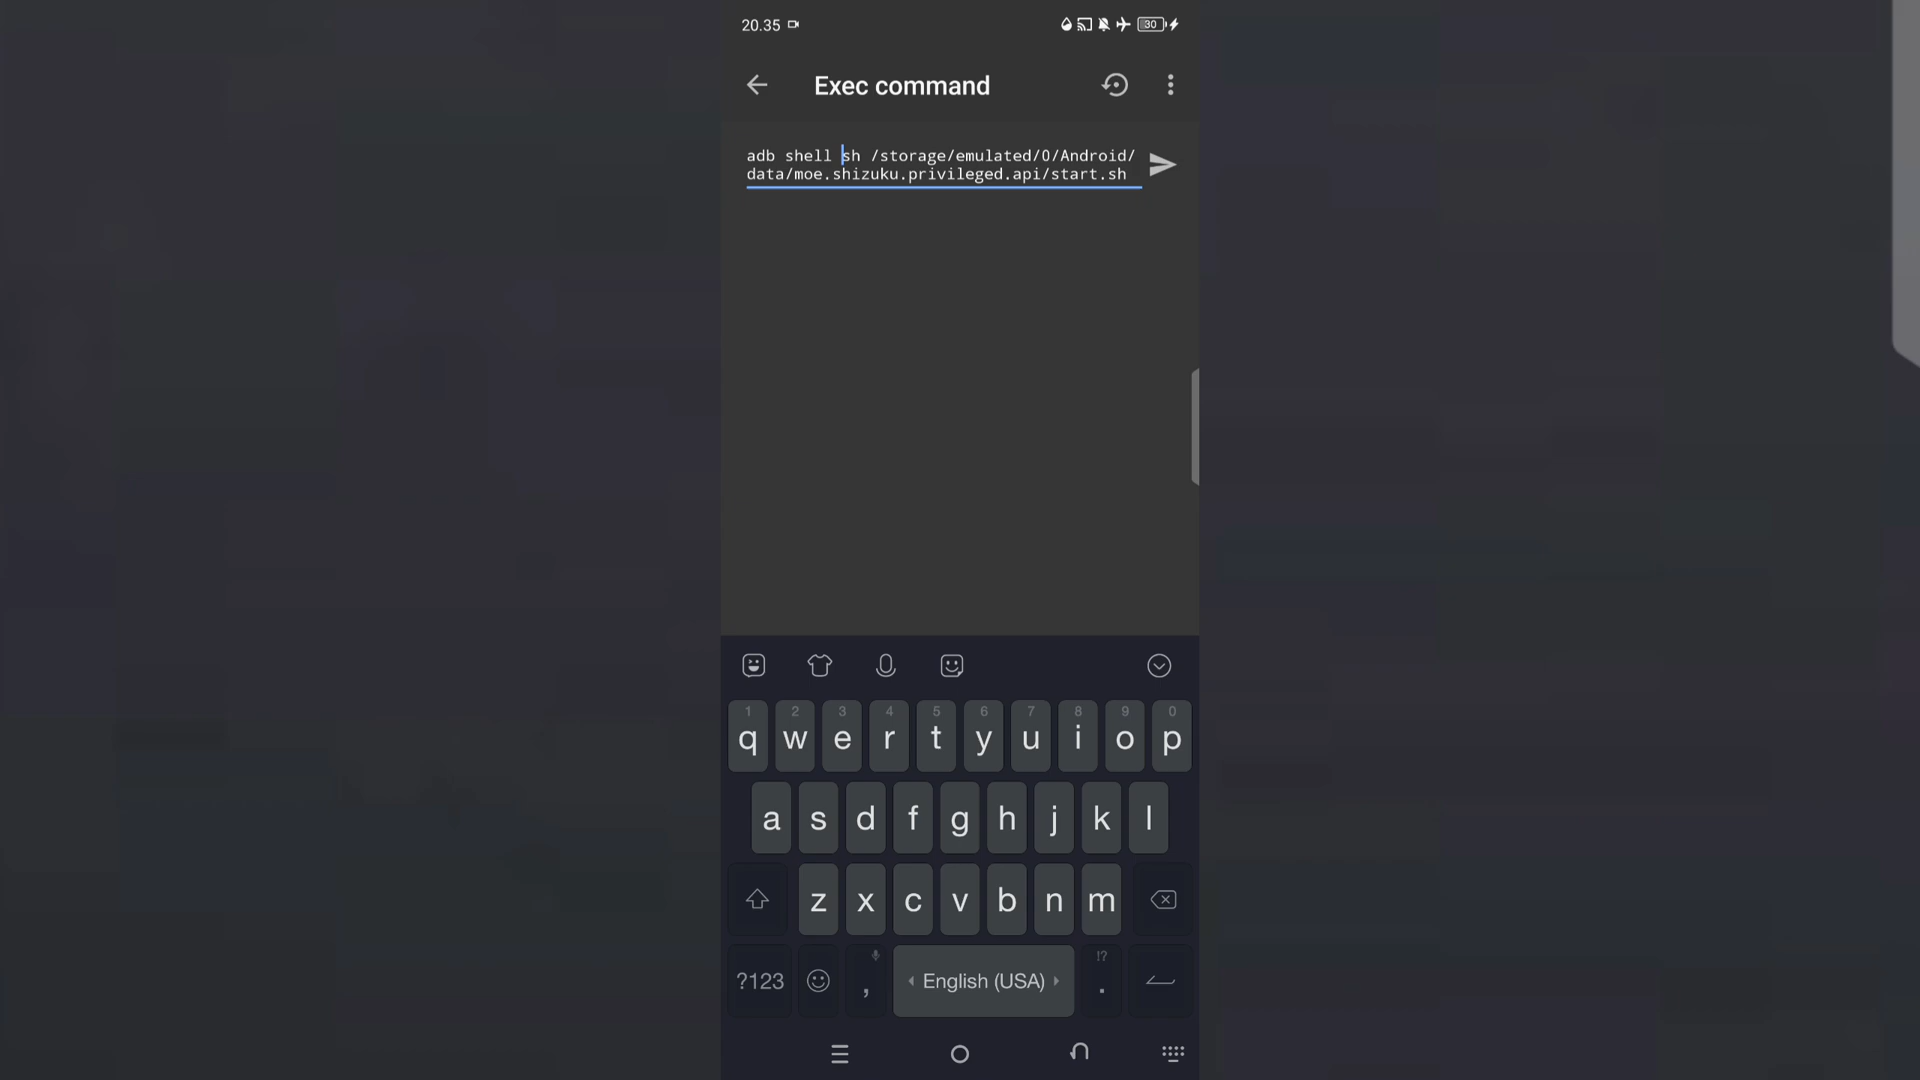 20.35
30
Exec command
adb shell sh /storage/emulated/0/Android/
data/moe.shizuku.privileged.api/start.sh
1 2 3 4 5 6 7 8 9 0
q w e r t y u i o p
a s d f g h j k l
z x c v b n m
!?
?123 , English (USA) .